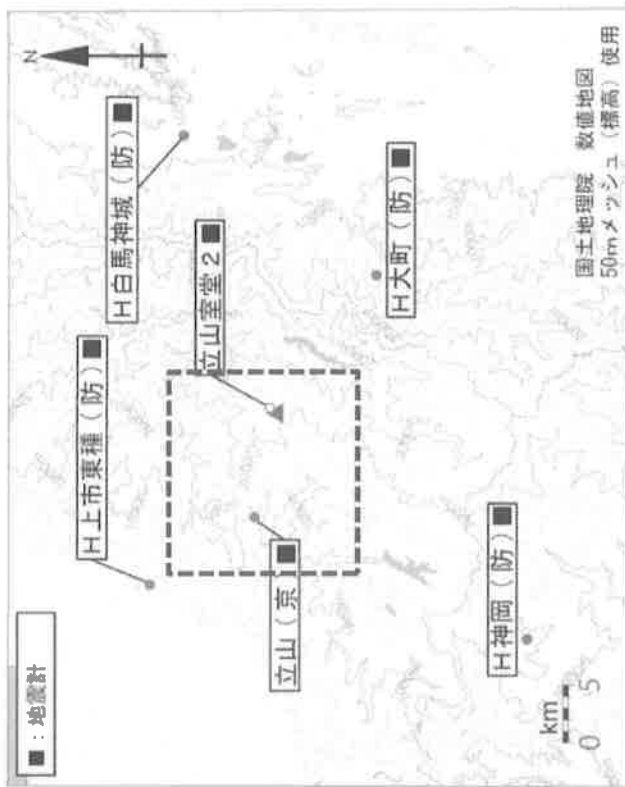 ■：地震計
N
H上市東種（防）■
H白馬神城（防）■
立山室堂２■
立山（京）■
H大町（防）■
H神岡（防）■
km
0 5
国土地理院 数値地図
50mメッシュ（標高）使用